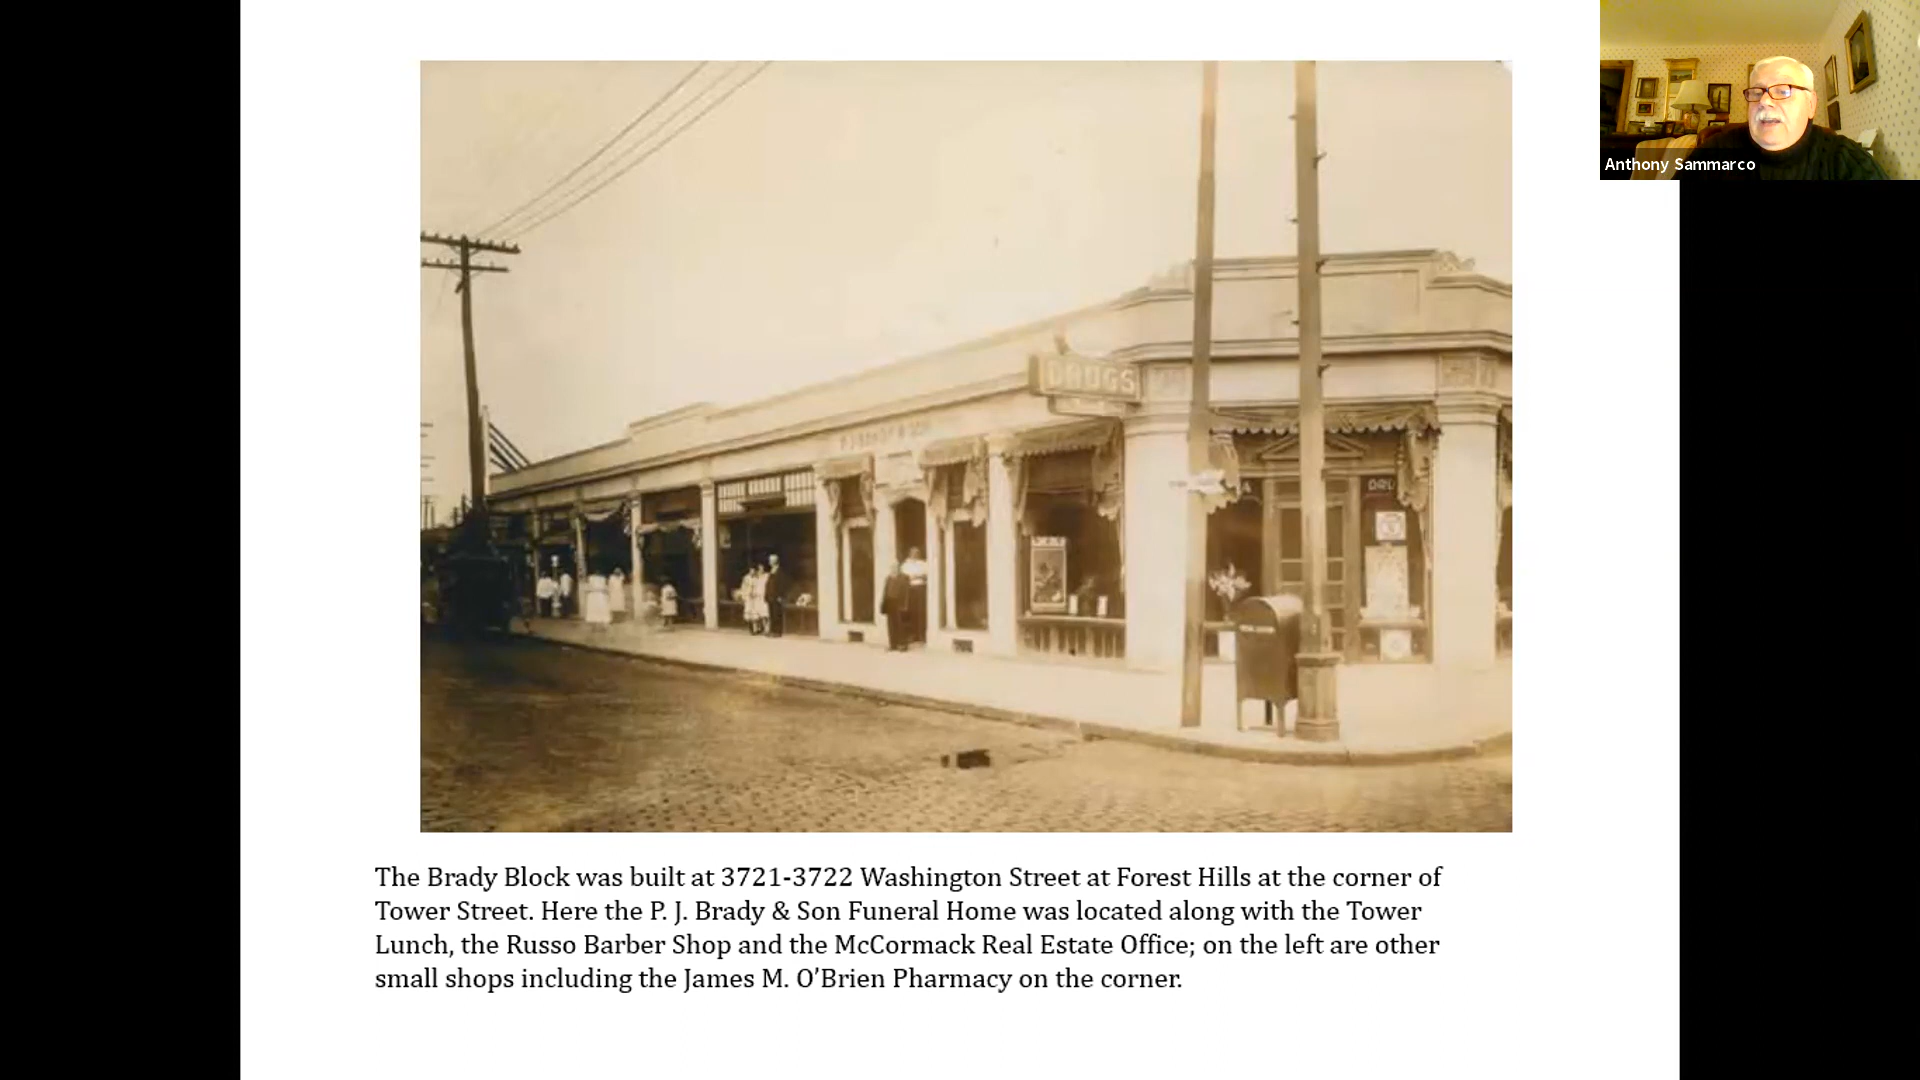 Anthony Sammarco
DRUGS
The Brady Block was built at 3721-3722 Washington Street at Forest Hills at the corner of
Tower Street. Here the P. J. Brady & Son Funeral Home was located along with the Tower
Lunch, the Russo Barber Shop and the McCormack Real Estate Office; on the left are other
small shops including the James M. O’Brien Pharmacy on the corner.